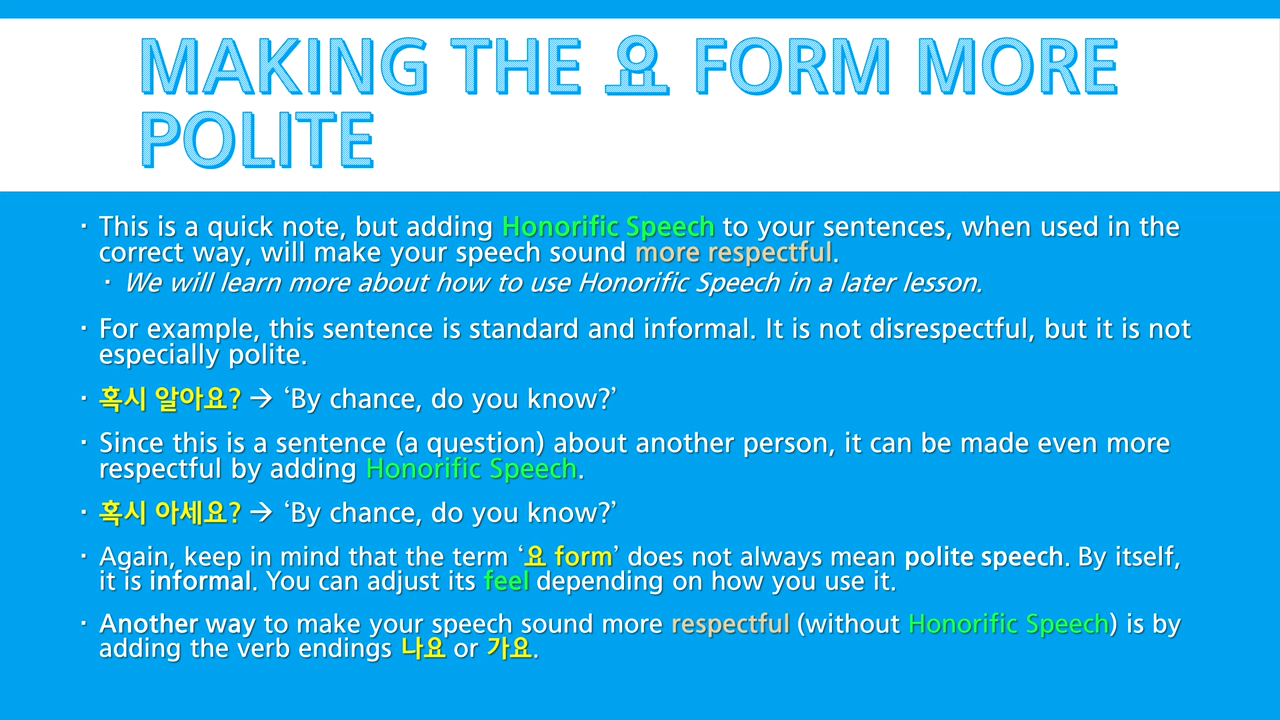 MAKING THE 요 FORM MORE
POLITE
· This is a quick note, but adding Honorific Speech to your sentences, when used in the
correct way, will make your speech sound more respectful.
· We will learn more about how to use Honorific Speech in a later lesson.
· For example, this sentence is standard and informal. It is not disrespectful, but it is not
especially polite.
· 혹시 알아요? → ‘By chance, do you know?’
· Since this is a sentence (a question) about another person, it can be made even more
respectful by adding Honorific Speech.
· 혹시 아세요? → ‘By chance, do you know?’
· Again, keep in mind that the term ‘요 form’ does not always mean polite speech. By itself,
it is informal. You can adjust its feel depending on how you use it.
· Another way to make your speech sound more respectful (without Honorific Speech) is by
adding the verb endings 나요 or 가요.